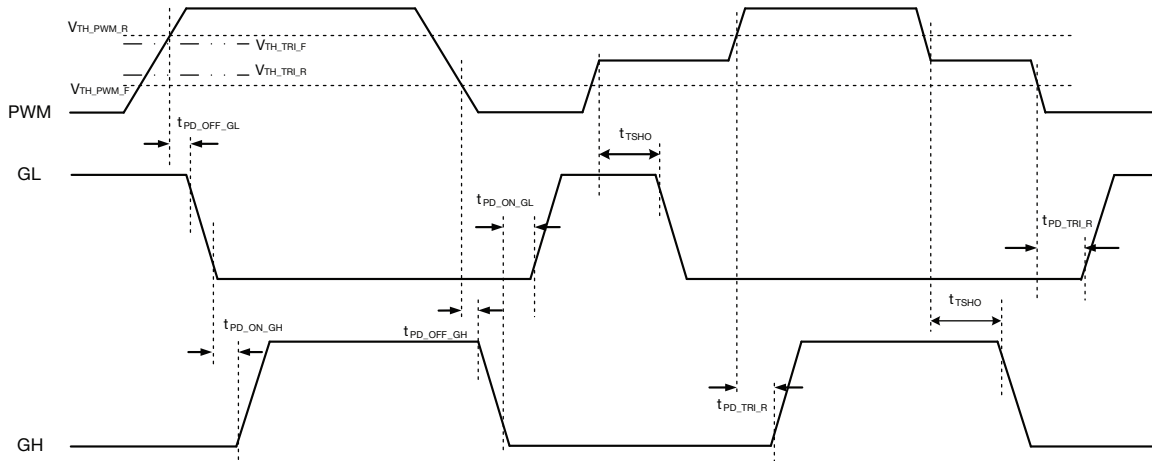 VTH_PWM_R
VTH_TRI_F
VTH_TRI_R
VTH_PWM_F
PWM
tPD_OFF_GL
tTSHO
GL
tPD_ON_GL
tPD_TRI_R
tTSHO
tPD_ON_GH
tPD_OFF_GH
tPD_TRI_R
GH